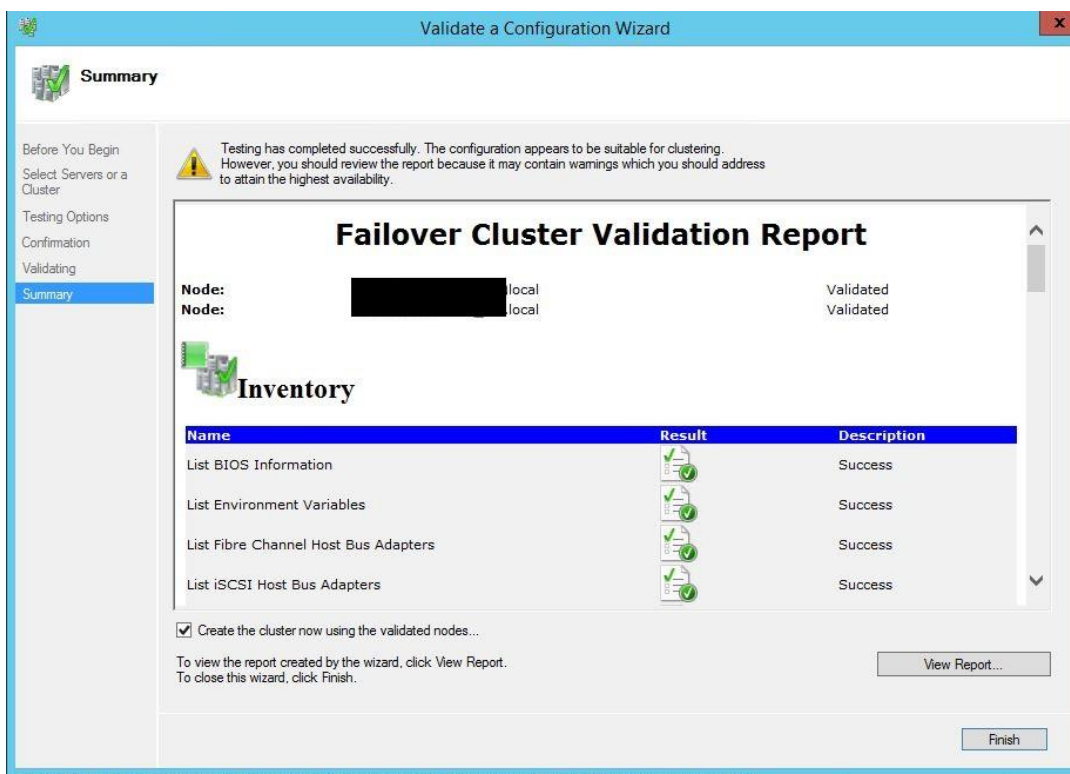 Validate a Configuration Wizard
x
Summary
Before You Begin
Select Servers or a
Cluster
Testing Options
Confirmation
Validating
Summary
Testing has completed successfully. The configuration appears to be suitable for clustering.
However, you should review the report because it may contain warnings which you should address
to attain the highest availability.
Failover Cluster Validation Report
Node: local Validated
Node: .local Validated
Inventory
Name Result Description
List BIOS Information Success
List Environment Variables Success
List Fibre Channel Host Bus Adapters Success
List iSCSI Host Bus Adapters Success
Create the cluster now using the validated nodes...
To view the report created by the wizard, click View Report.
To close this wizard, click Finish.
View Report...
Finish